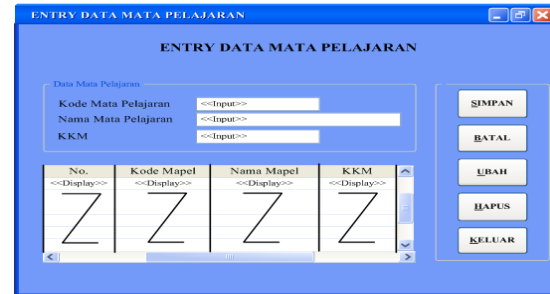 ENTRY DATA MATA PELAJARAN
ENTRY DATA MATA PELAJARAN
Data Mata Pelajaran
Kode Mata Pelajaran <<Input>>
Nama Mata Pelajaran <<Input>>
KKM <<Input>>
No. Kode Mapel Nama Mapel KKM
<<Display>> <<Display>> <<Display>> <<Display>>
SIMPAN
BATAL
UBAH
HAPUS
KELUAR